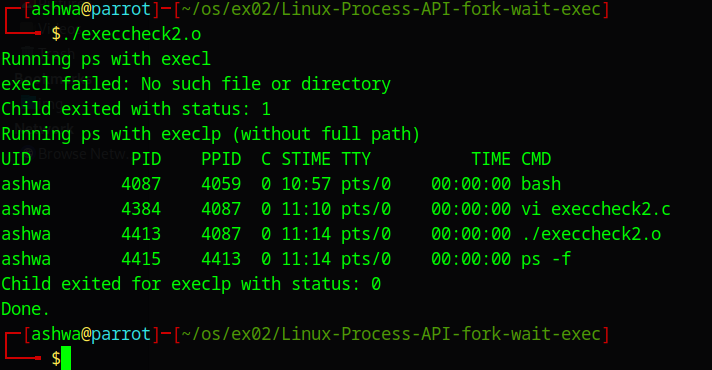 ┌─[ashwa@parrot]─[~/os/ex02/Linux-Process-API-fork-wait-exec]
└──╼ $./execcheck2.o
Running ps with execl
execl failed: No such file or directory
Child exited with status: 1
Running ps with execlp (without full path)
UID          PID    PPID  C STIME TTY          TIME CMD
ashwa       4087    4059  0 10:57 pts/0    00:00:00 bash
ashwa       4384    4087  0 11:10 pts/0    00:00:00 vi execcheck2.c
ashwa       4413    4087  0 11:14 pts/0    00:00:00 ./execcheck2.o
ashwa       4415    4413  0 11:14 pts/0    00:00:00 ps -f
Child exited for execlp with status: 0
Done.
┌─[ashwa@parrot]─[~/os/ex02/Linux-Process-API-fork-wait-exec]
└──╼ $
Browse Netw